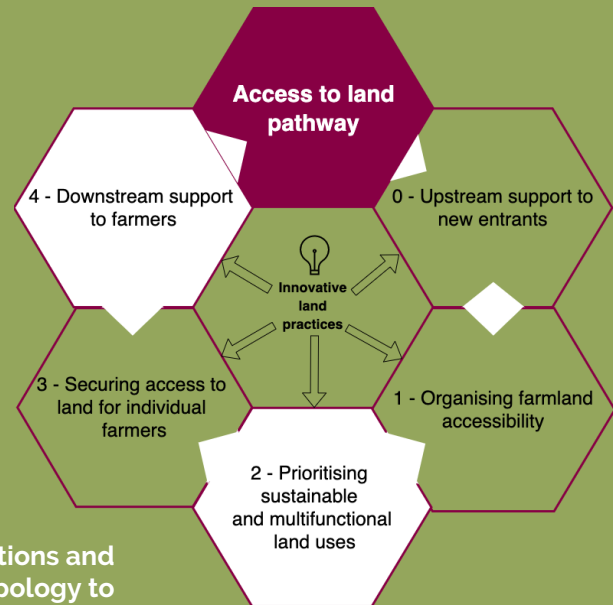 Access to land
pathway
4 - Downstream support
to farmers
0 - Upstream support to
new entrants
Innovative
land
practices
3 - Securing access to
land for individual
farmers
1 - Organising farmland
accessibility
2 - Prioritising
sustainable
and multifunctional
land uses
and
to